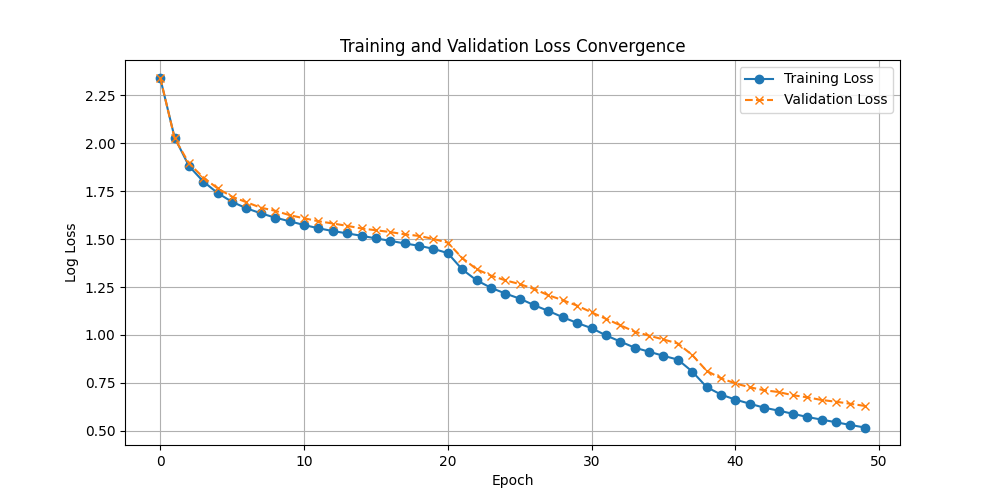 Training and Validation Loss Convergence
Training Loss
Validation Loss
Log Loss
2.25
2.00
1.75
1.50
1.25
1.00
0.75
0.50
0 10 20 30 40 50
Epoch